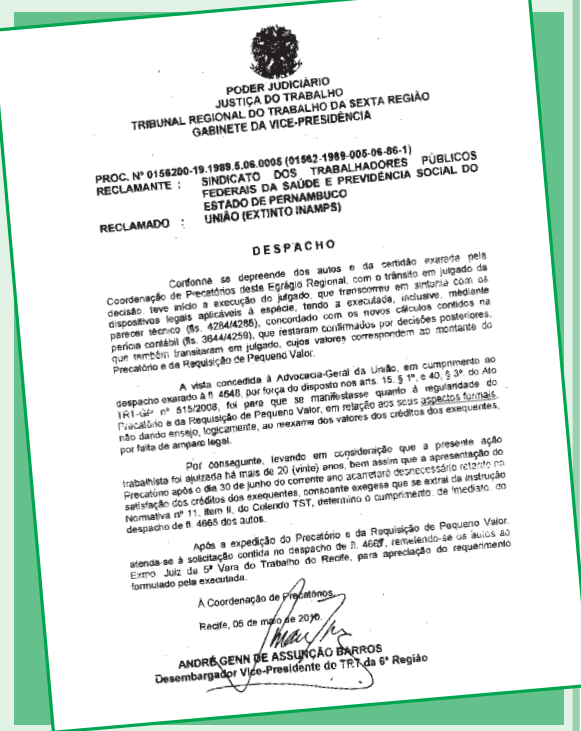 PODER JUDICIÁRIO
JUSTIÇA DO TRABALHO
TRIBUNAL REGIONAL DO TRABALHO DA SEXTA REGIÃO
GABINETE DA VICE-PRESIDÊNCIA
PROC. Nº 0156200-19.1989.5.06.0005 (01562-1989-005-06-86-1)
RECLAMANTE : SINDICATO DOS TRABALHADORES PÚBLICOS
FEDERAIS DA SAÚDE E PREVIDÊNCIA SOCIAL DO
ESTADO DE PERNAMBUCO
RECLAMADO : UNIÃO (EXTINTO INAMPS)
DESPACHO
Conforme se depreende dos autos e da certidão exarada pela
Coordenação de Precatórios deste Egrégio Regional, com o trânsito em julgado da
decisão, teve início a execução do julgado, que transcorreu em sintonia com os
dispositivos legais aplicáveis à espécie, tendo a executada, inclusive, mediante
parecer técnico (fls. 4284/4285), concordado com os novos cálculos contidos na
perícia contábil (fls. 3644/4259), que restaram confirmados por decisões posteriores,
que também transitaram em julgado, cujos valores correspondem ao montante do
Precatório e da Requisição de Pequeno Valor.
A vista concedida à Advocacia-Geral da União, em cumprimento ao
despacho exarado à fl. 4648, por força do disposto nos arts. 15, § 1º, e 40, § 3º, do Ato
TRT-GP nº 515/2008, foi para que se manifestasse quanto à regularidade do
Precatório e da Requisição de Pequeno Valor, em relação aos seus aspectos formais,
não dando ensejo, logicamente, ao reexame dos valores dos créditos dos exequentes,
por falta de amparo legal.
Por conseguinte, levando em consideração que a presente ação
trabalhista foi ajuizada há mais de 20 (vinte) anos, bem assim que a apresentação do
Precatório após o dia 30 de junho do corrente ano acarretará desnecessário retardo na
satisfação dos créditos dos exequentes, consoante exegese que se extrai da Instrução
Normativa nº 11, item II, do Colendo TST, determino o cumprimento, de imediato, do
despacho de fl. 4665 dos autos.
Após a expedição do Precatório e da Requisição de Pequeno Valor,
atenda-se à solicitação contida no despacho de fl. 4668, remetendo-se os autos ao
Exmo. Juiz da 5ª Vara do Trabalho do Recife, para apreciação do requerimento
formulado pela executada.
À Coordenação de Precatórios.
Recife, 05 de maio de 2010.
ANDRÉ GENN DE ASSUNÇÃO BARROS
Desembargador Vice-Presidente do TRT da 6ª Região